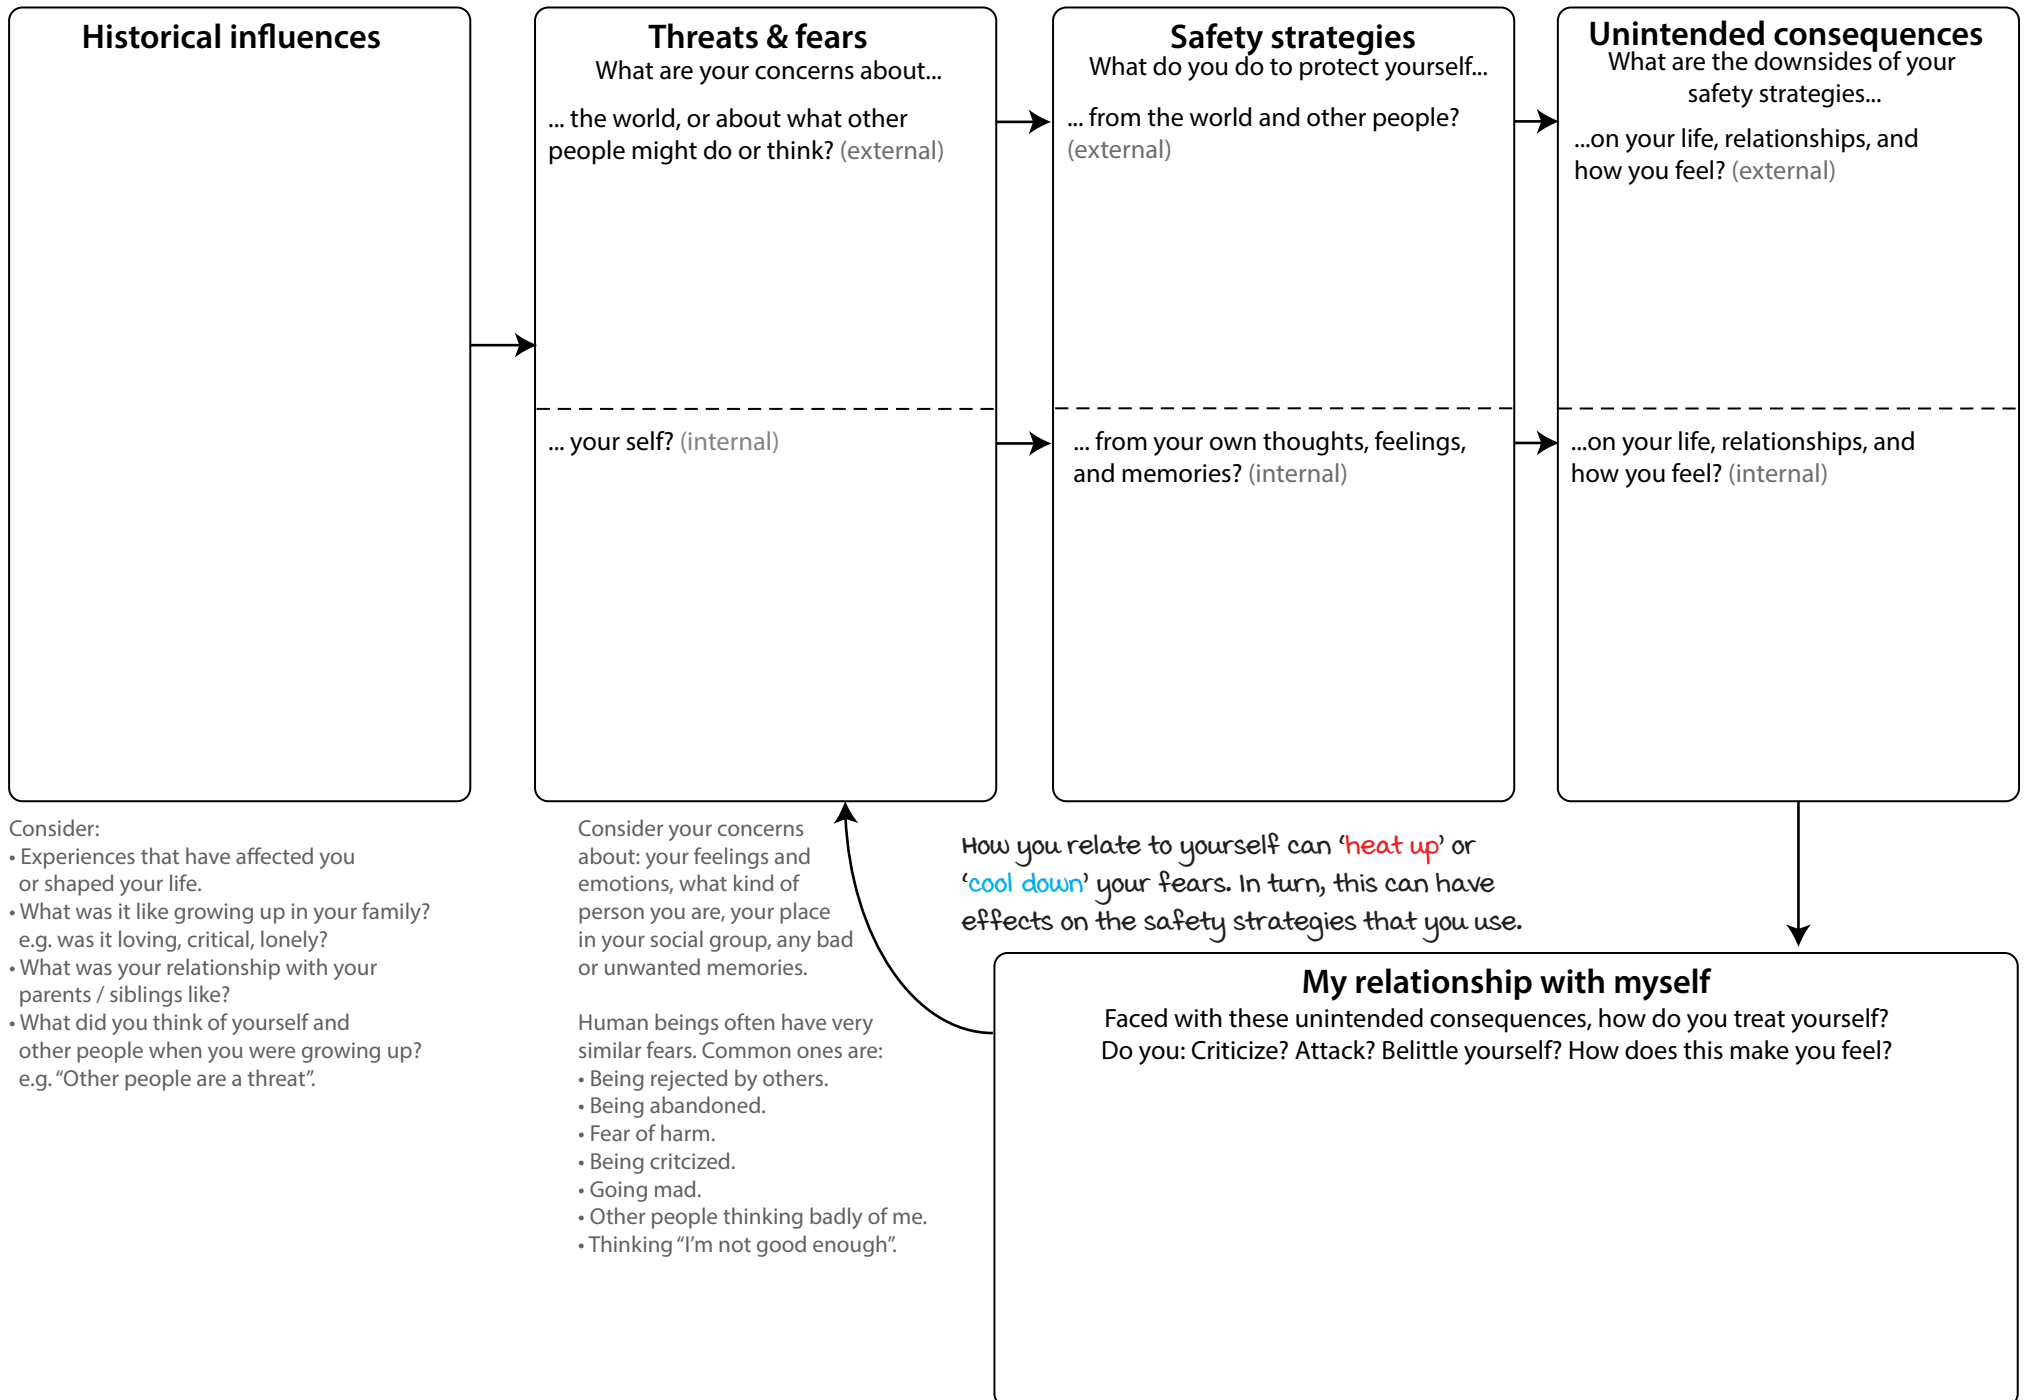 Historical influences
Consider:
• Experiences that have affected you
or shaped your life.
• What was it like growing up in your family?
e.g. was it loving, critical, lonely?
• What was your relationship with your
parents / siblings like?
• What did you think of yourself and
other people when you were growing up?
e.g. “Other people are a threat”.
Threats & fears
What are your concerns about...
... the world, or about what other
people might do or think? (external)
... your self? (internal)
Consider your concerns
about: your feelings and
emotions, what kind of
person you are, your place
in your social group, any bad
or unwanted memories.
Human beings often have very
similar fears. Common ones are:
• Being rejected by others.
• Being abandoned.
• Fear of harm.
• Being critcized.
• Going mad.
• Other people thinking badly of me.
• Thinking “I’m not good enough”.
Safety strategies
What do you do to protect yourself...
... from the world and other people?
(external)
... from your own thoughts, feelings,
and memories? (internal)
Unintended consequences
What are the downsides of your
safety strategies...
...on your life, relationships, and
how you feel? (external)
...on your life, relationships, and
how you feel? (internal)
How you relate to yourself can ‘heat up’ or
‘cool down’ your fears. In turn, this can have
effects on the safety strategies that you use.
My relationship with myself
Faced with these unintended consequences, how do you treat yourself?
Do you: Criticize? Attack? Belittle yourself? How does this make you feel?